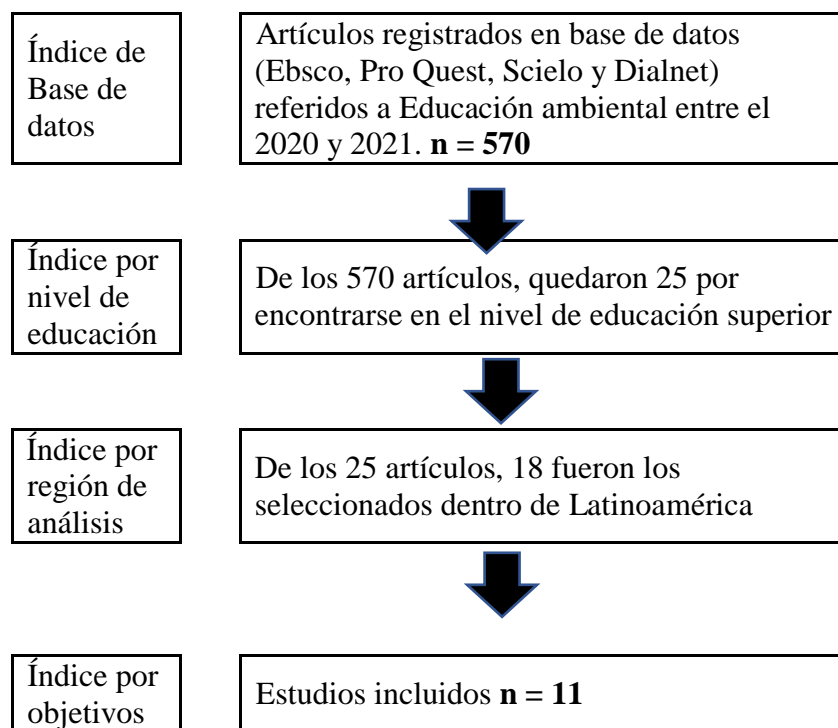 Índice de
Base de
datos
Artículos registrados en base de datos
(Ebsco, Pro Quest, Scielo y Dialnet)
referidos a Educación ambiental entre el
2020 y 2021. n = 570
Índice por
nivel de
educación
De los 570 artículos, quedaron 25 por
encontrarse en el nivel de educación superior
Índice por
región de
análisis
De los 25 artículos, 18 fueron los
seleccionados dentro de Latinoamérica
Índice por
objetivos
Estudios incluidos n = 11